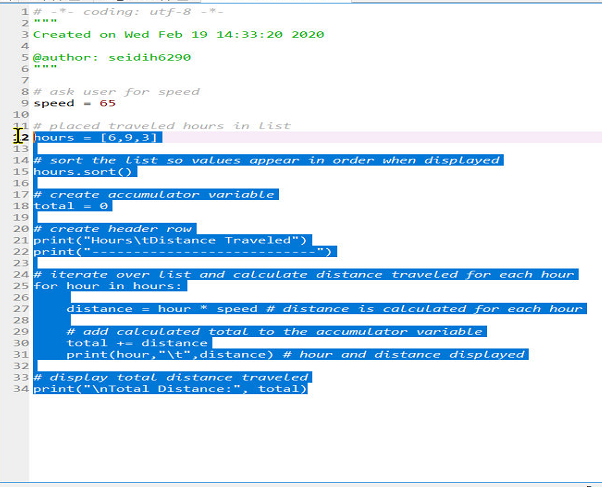 1 # -*- coding: utf-8 -*-
2 """
3 Created on Wed Feb 19 14:33:20 2020
4
5 @author: seidih6290
6 """
7
8 # ask user for speed
9 speed = 65
10
11 # placed traveled hours in list
12 hours = [6,9,3]
13
14 # sort the list so values appear in order when displayed
15 hours.sort()
16
17 # create accumulator variable
18 total = 0
19
20 # create header row
21 print("Hours\tDistance Traveled")
22 print("---------------------------")
23
24 # iterate over list and calculate distance traveled for each hour
25 for hour in hours:
26
27     distance = hour * speed # distance is calculated for each hour
28
29     # add calculated total to the accumulator variable
30     total += distance
31     print(hour,"\t",distance) # hour and distance displayed
32
33 # display total distance traveled
34 print("\nTotal Distance:", total)